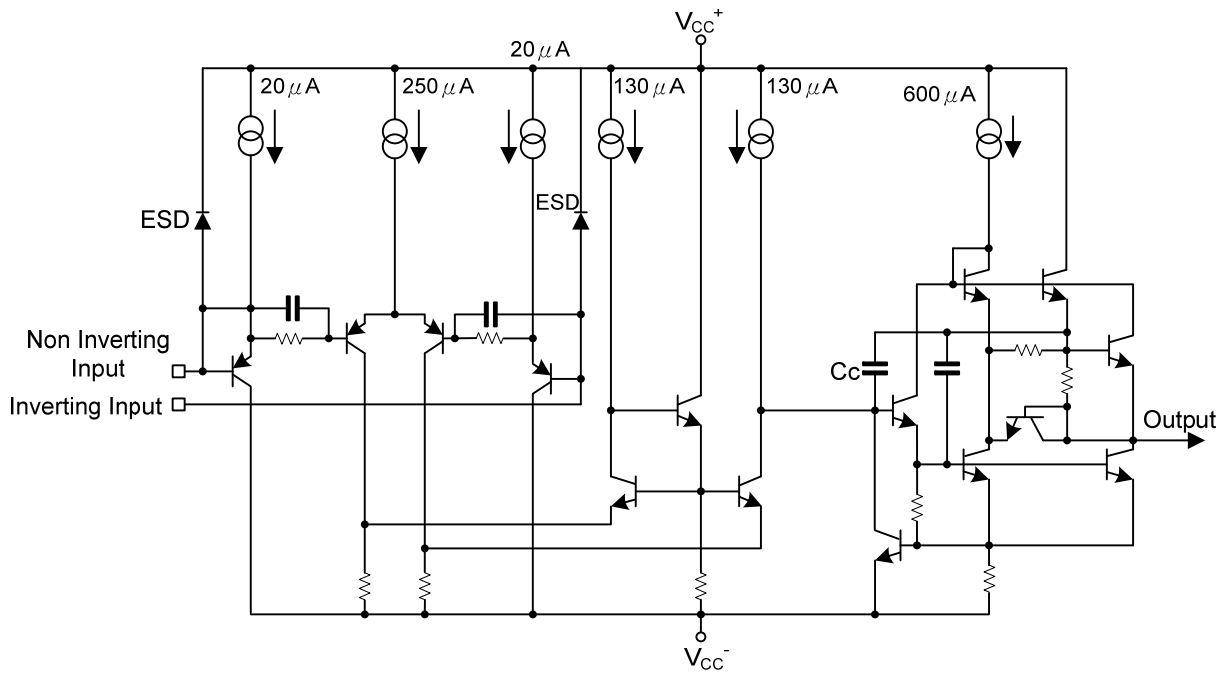 VCC+
20μA
20μA
250μA
130μA
130μA
600μA
ESD
ESD
Non Inverting
Input
Inverting Input
Cc
Output
VCC-